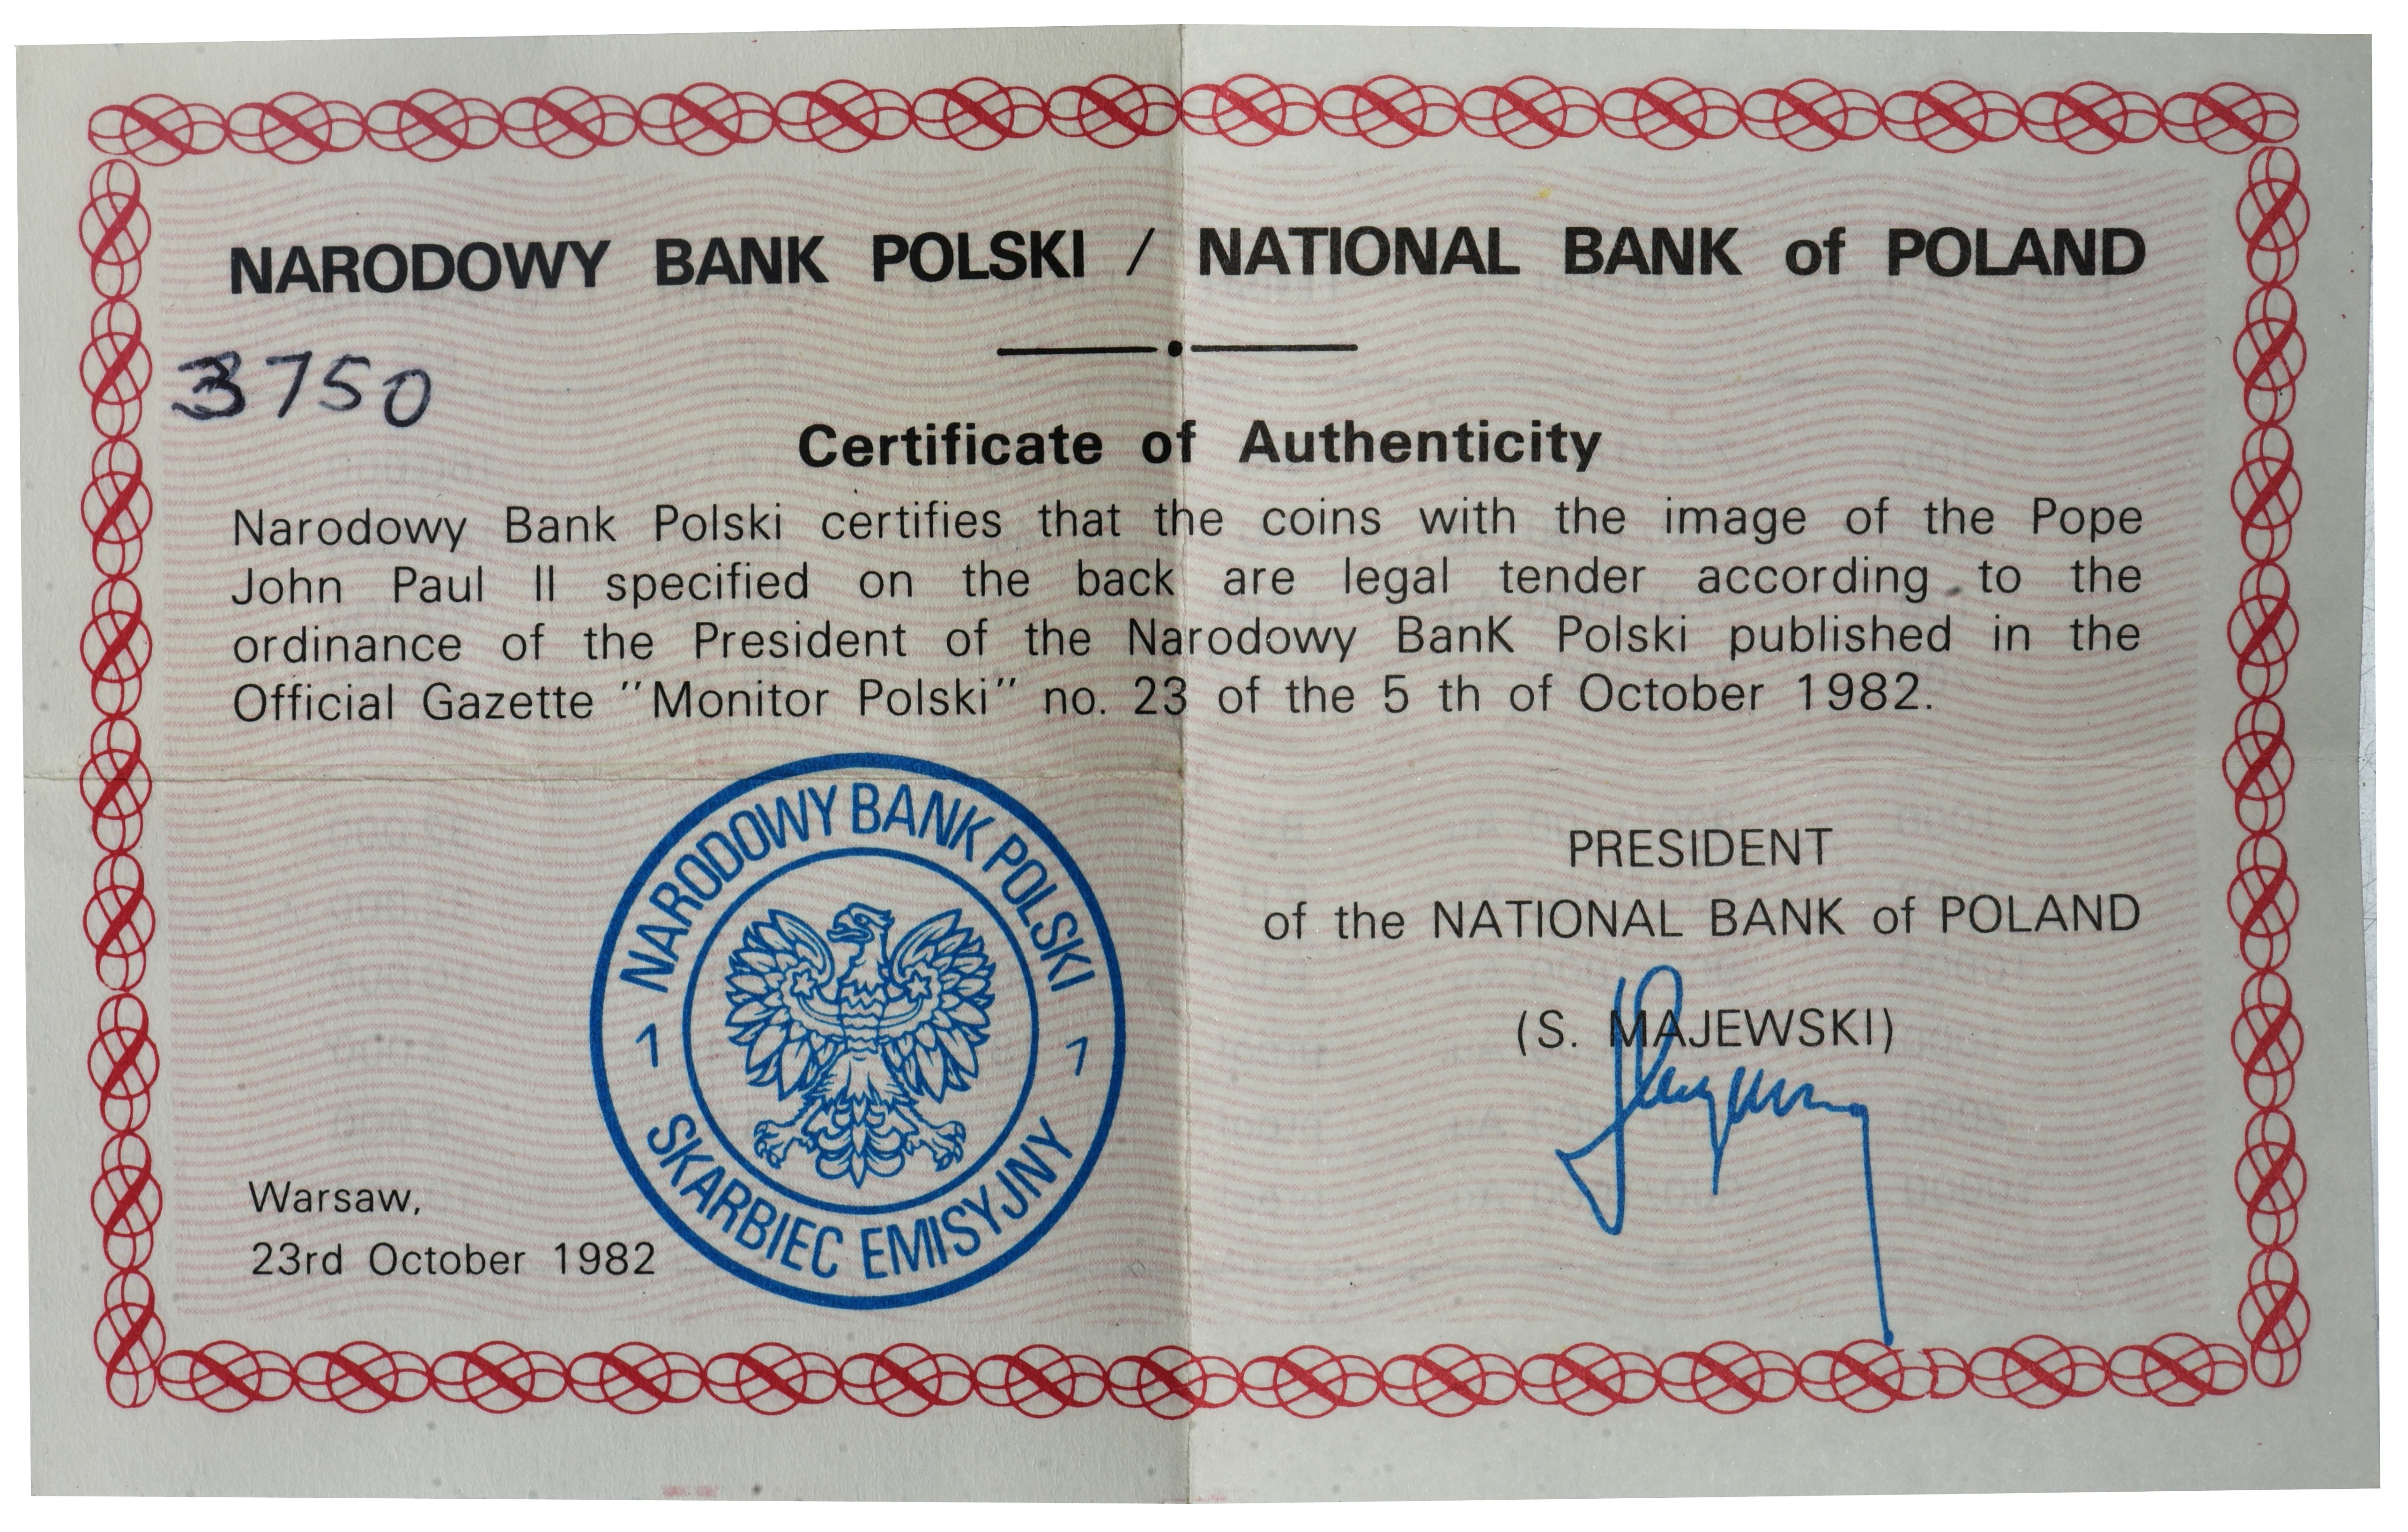 NARODOWY BANK POLSKI / NATIONAL BANK of POLAND
3750
Certificate of Authenticity
Narodowy Bank Polski certifies that the coins with the image of the Pope
John Paul II specified on the back are legal tender according to the
ordinance of the President of the Narodowy BanK Polski published in the
Official Gazette "Monitor Polski" no. 23 of the 5 th of October 1982.
NARODOWY BANK POLSKI
1 1
SKARBIEC EMISYJNY
PRESIDENT
of the NATIONAL BANK of POLAND
(S. MAJEWSKI)
Warsaw,
23rd October 1982